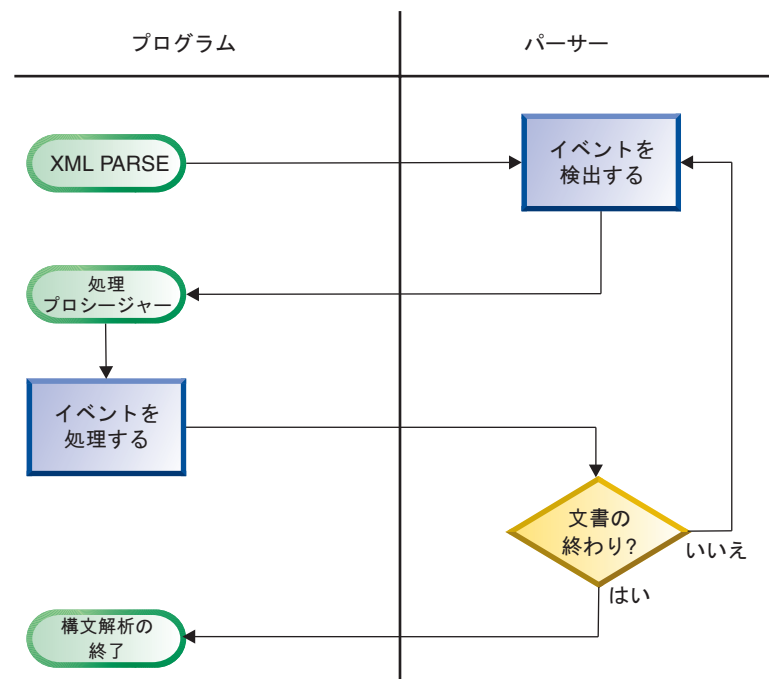 プログラム
パーサー
XML PARSE
イベントを
検出する
処理
プロシージャー
イベントを
処理する
文書の
終わり?
いいえ
はい
構文解析の
終了